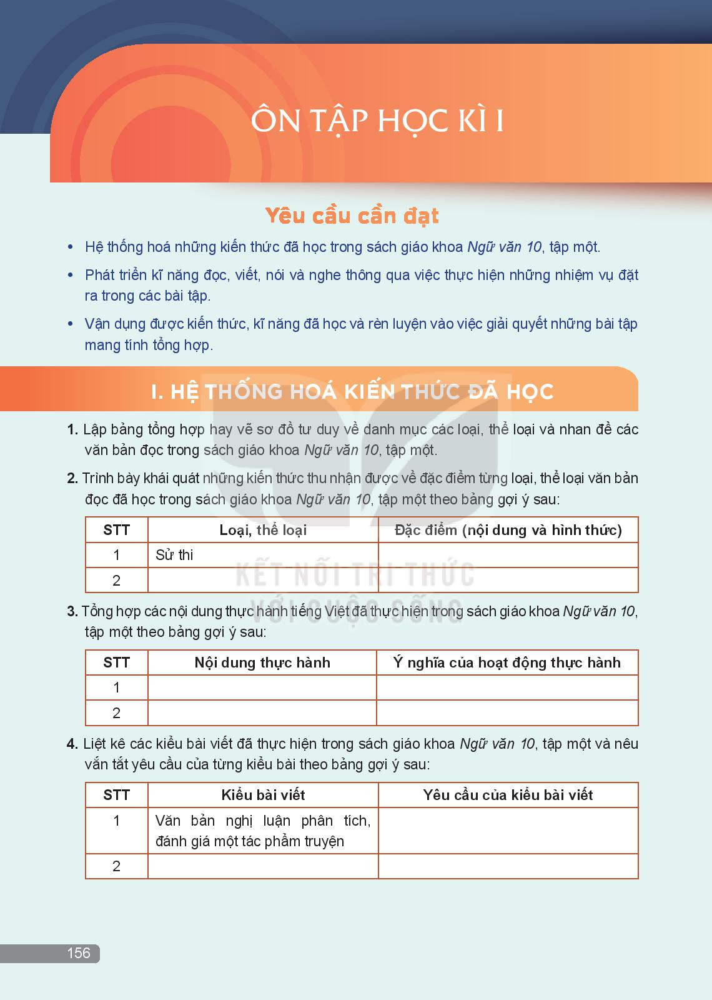 ÔN TẬP HỌC KÌ I
Yêu cầu cần đạt
• Hệ thống hoá những kiến thức đã học trong sách giáo khoa Ngữ văn 10, tập một.
• Phát triển kĩ năng đọc, viết, nói và nghe thông qua việc thực hiện những nhiệm vụ đặt
ra trong các bài tập.
• Vận dụng được kiến thức, kĩ năng đã học và rèn luyện vào việc giải quyết những bài tập
mang tính tổng hợp.
I. HỆ THỐNG HOÁ KIẾN THỨC ĐÃ HỌC
1. Lập bảng tổng hợp hay vẽ sơ đồ tư duy về danh mục các loại, thể loại và nhan đề các
văn bản đọc trong sách giáo khoa Ngữ văn 10, tập một.
2. Trình bày khái quát những kiến thức thu nhận được về đặc điểm từng loại, thể loại văn bản
đọc đã học trong sách giáo khoa Ngữ văn 10, tập một theo bảng gợi ý sau:
STT Loại, thể loại Đặc điểm (nội dung và hình thức)
1 Sử thi
2
KẾT NỐI TRI THỨC
VỚI CUỘC SỐNG
3. Tổng hợp các nội dung thực hành tiếng Việt đã thực hiện trong sách giáo khoa Ngữ văn 10,
tập một theo bảng gợi ý sau:
STT Nội dung thực hành Ý nghĩa của hoạt động thực hành
1
2
4. Liệt kê các kiểu bài viết đã thực hiện trong sách giáo khoa Ngữ văn 10, tập một và nêu
vắn tắt yêu cầu của từng kiểu bài theo bảng gợi ý sau:
STT Kiểu bài viết Yêu cầu của kiểu bài viết
1 Văn bản nghị luận phân tích,
đánh giá một tác phẩm truyện
2
156